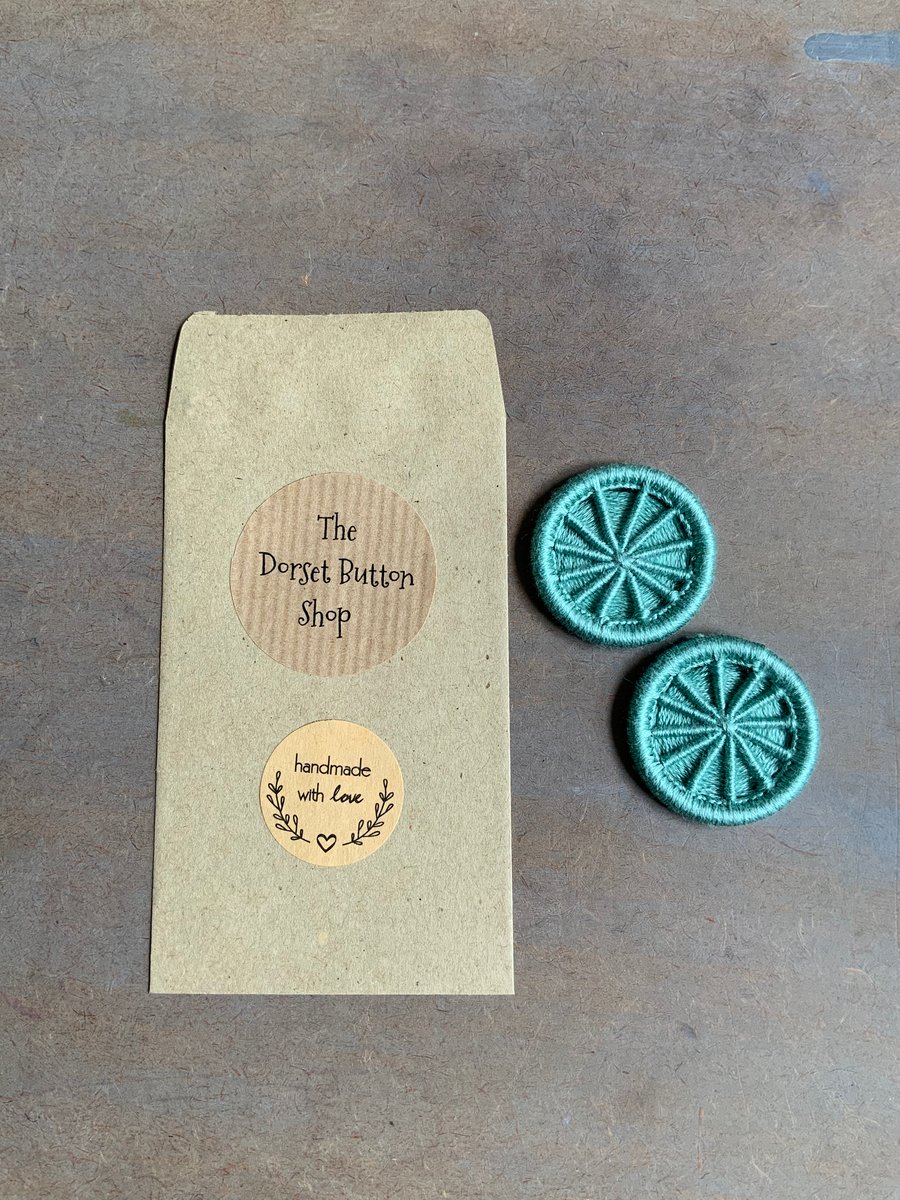 The
Dorset Button
Shop
handmade
with love